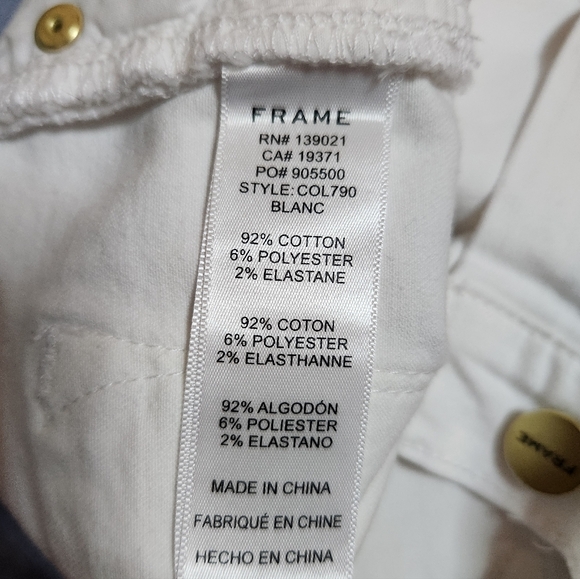 FRAME
RN# 139021
CA# 19371
PO# 905500
STYLE: COL790
BLANC
92% COTTON
6% POLYESTER
2% ELASTANE
92% COTON
6% POLYESTER
2% ELASTHANNE
92% ALGODÓN
6% POLIESTER
2% ELASTANO
MADE IN CHINA
FABRIQUÉ EN CHINE
HECHO EN CHINA
FRAME